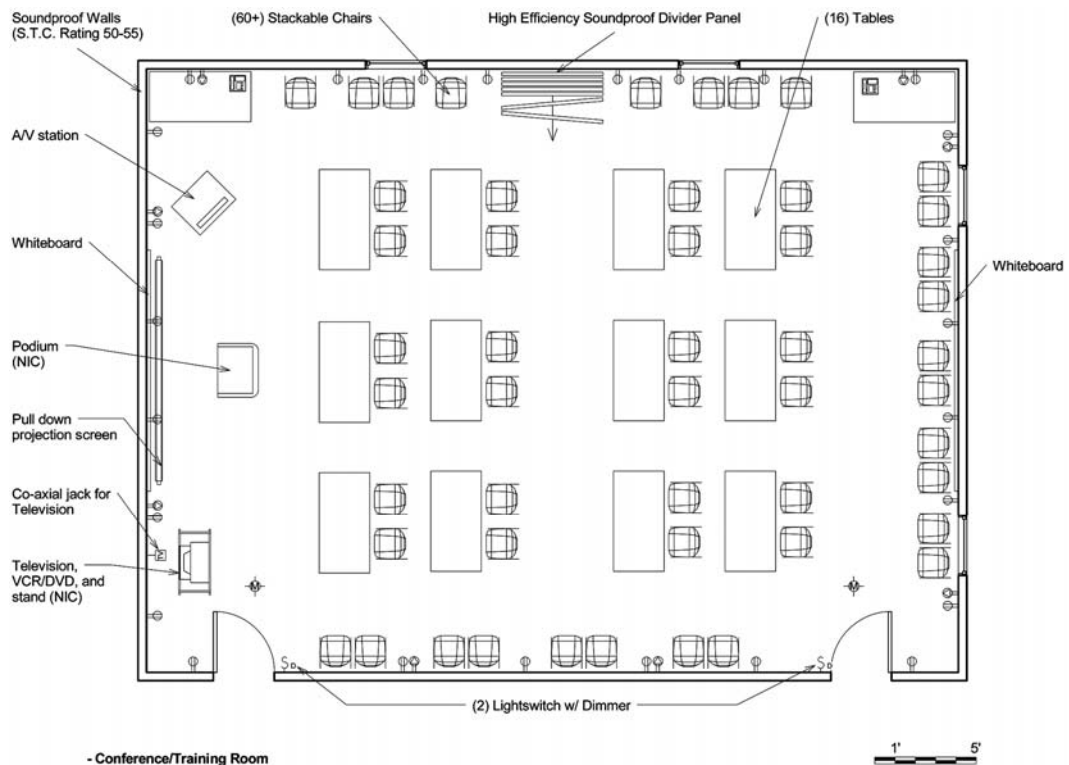 Soundproof Walls
(S.T.C. Rating 50-55)
(60+) Stackable Chairs
High Efficiency Soundproof Divider Panel
(16) Tables
A/V station
Whiteboard
Whiteboard
Podium
(NIC)
Pull down
projection screen
Co-axial jack for
Television
TV
Television,
VCR/DVD, and
stand (NIC)
M
M
S D
S D
(2) Lightswitch w/ Dimmer
- Conference/Training Room
1' 5'